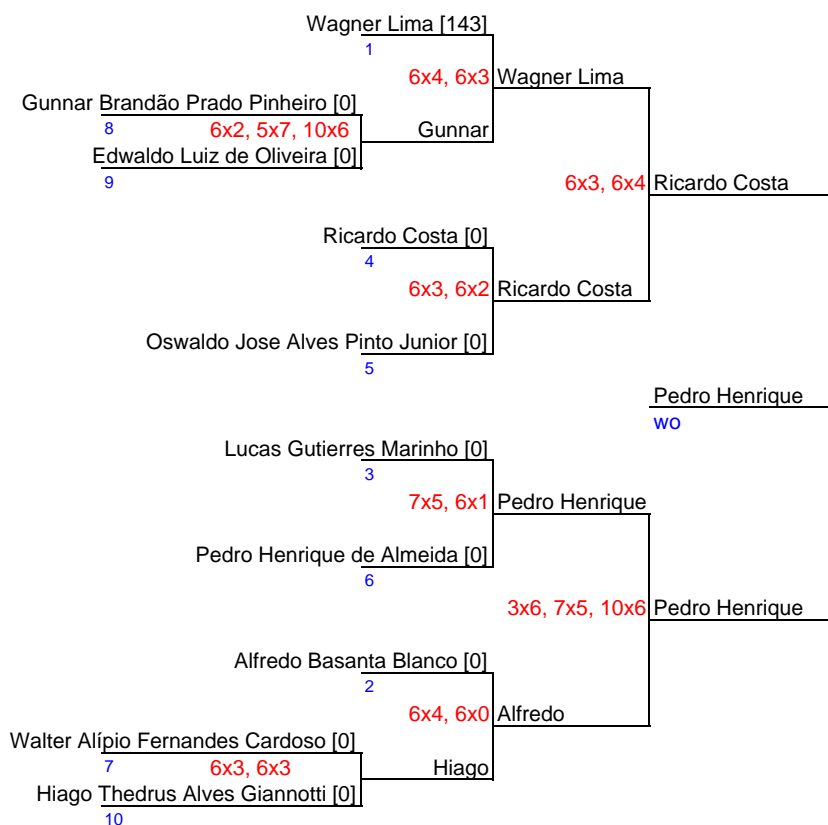 Wagner Lima [143]
1
6x4, 6x3 Wagner Lima
Gunnar Brandão Prado Pinheiro [0]
8 6x2, 5x7, 10x6 Gunnar
Edwaldo Luiz de Oliveira [0]
9
6x3, 6x4 Ricardo Costa
Ricardo Costa [0]
4
6x3, 6x2 Ricardo Costa
Oswaldo Jose Alves Pinto Junior [0]
5
Pedro Henrique
wo
Lucas Gutierres Marinho [0]
3
7x5, 6x1 Pedro Henrique
Pedro Henrique de Almeida [0]
6
3x6, 7x5, 10x6 Pedro Henrique
Alfredo Basanta Blanco [0]
2
6x4, 6x0 Alfredo
Walter Alípio Fernandes Cardoso [0]
7 6x3, 6x3 Hiago
Hiago Thedrus Alves Giannotti [0]
10